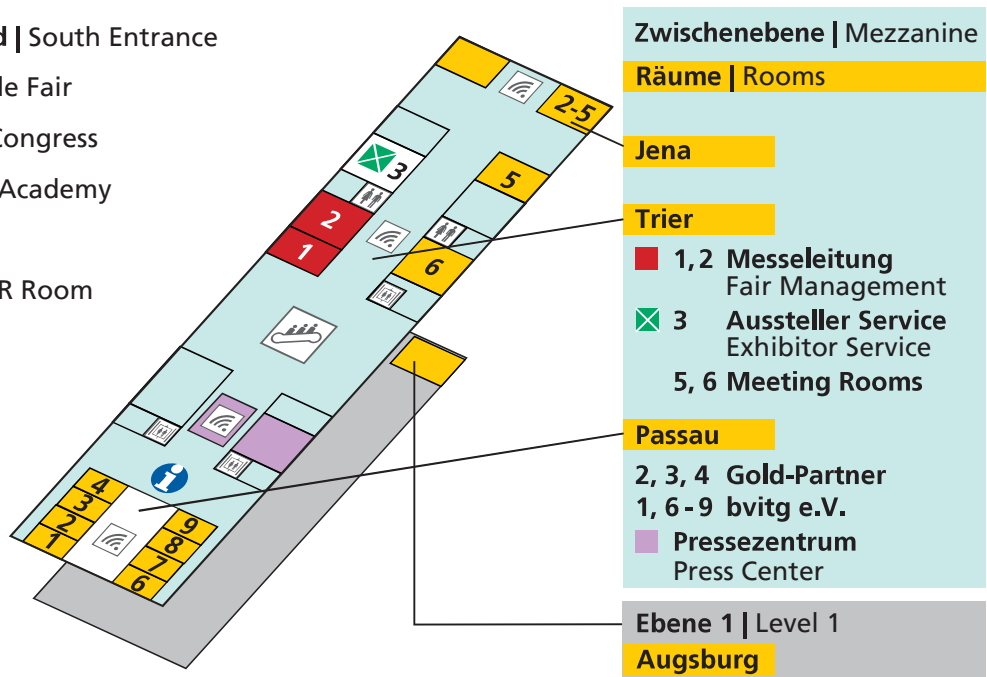 d | South Entrance
le Fair
Congress
Academy
R Room
2-5
3
5
2
1
6
i
4
3
2
1
9
8
7
6
Zwischenebene | Mezzanine
Räume | Rooms
Jena
Trier
1,2 Messeleitung
Fair Management
3 Aussteller Service
Exhibitor Service
5, 6 Meeting Rooms
Passau
2, 3, 4 Gold-Partner
1, 6 - 9 bvitg e.V.
Pressezentrum
Press Center
Ebene 1 | Level 1
Augsburg